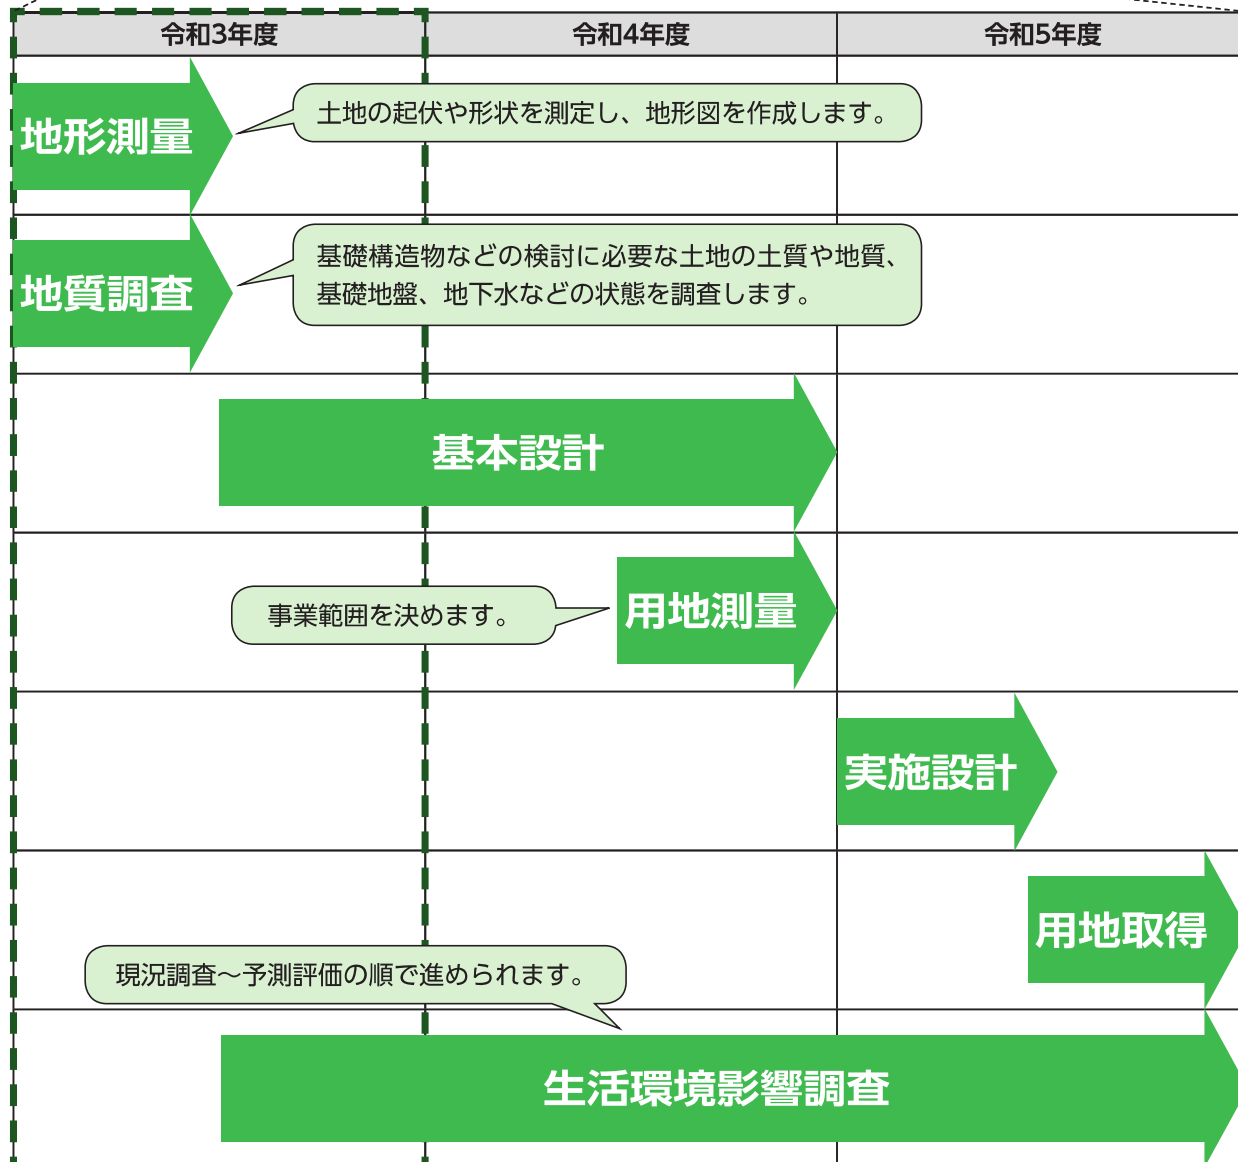 令和3年度
令和4年度
令和5年度
地形測量
土地の起伏や形状を測定し、地形図を作成します。
地質調査
基礎構造物などの検討に必要な土地の土質や地質、
基礎地盤、地下水などの状態を調査します。
基本設計
事業範囲を決めます。
用地測量
実施設計
用地取得
現況調査～予測評価の順で進められます。
生活環境影響調査